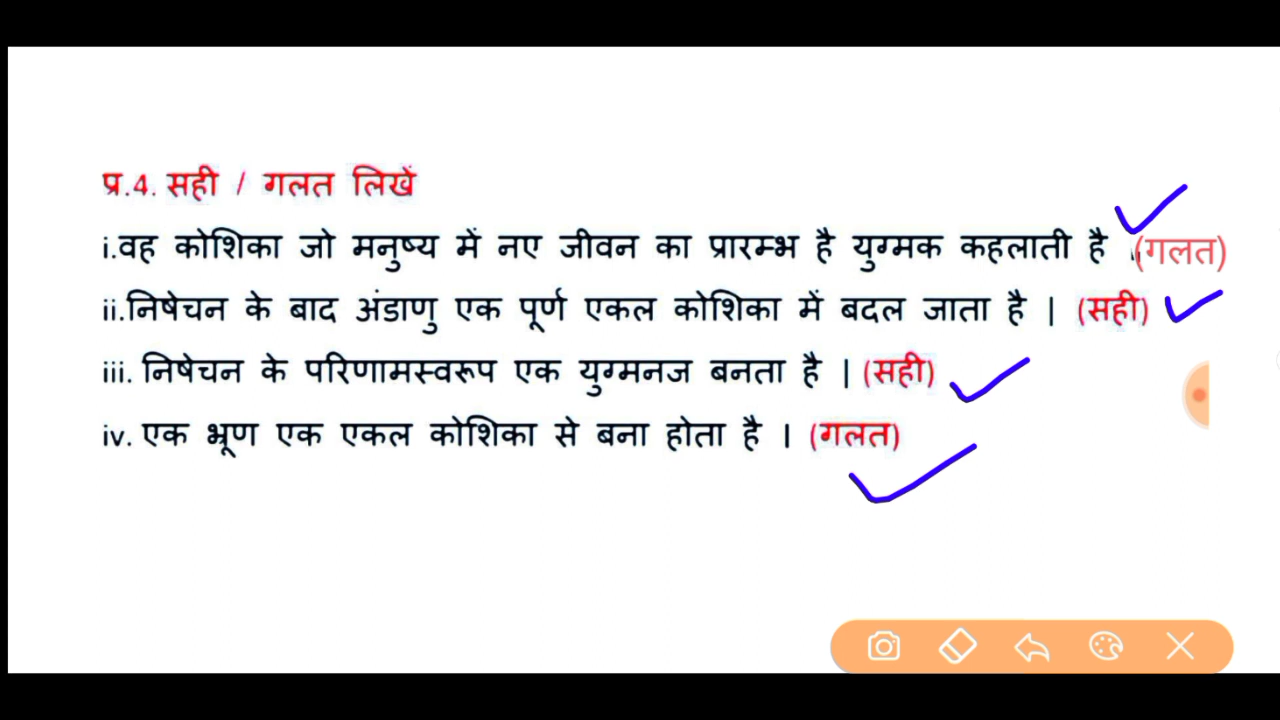 प्र.4. सही / गलत लिखें
i.वह कोशिका जो मनुष्य में नए जीवन का प्रारम्भ है युग्मक कहलाती है । (गलत)
ii.निषेचन के बाद अंडाणु एक पूर्ण एकल कोशिका में बदल जाता है | (सही)
iii. निषेचन के परिणामस्वरूप एक युग्मनज बनता है | (सही)
iv. एक भ्रूण एक एकल कोशिका से बना होता है । (गलत)